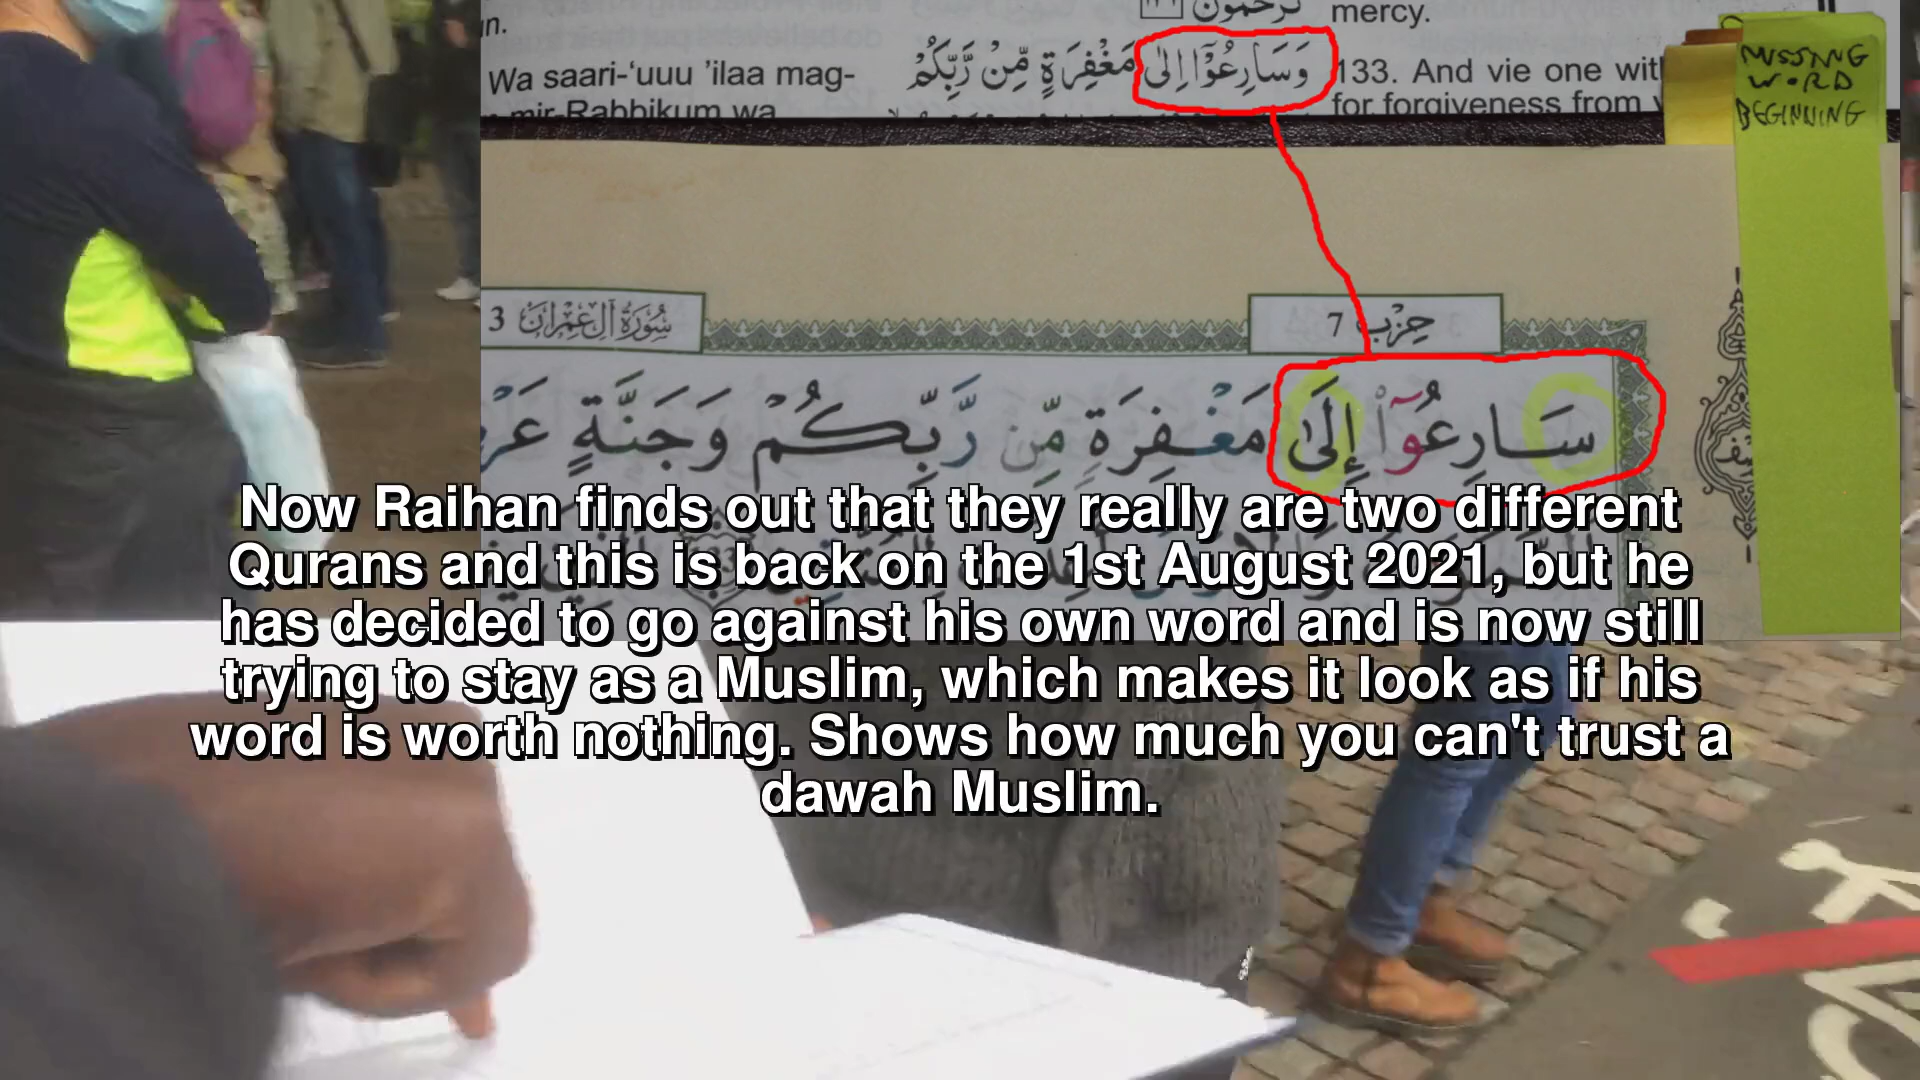 n.
mercy.
Wa saari-‘uuu ’ilaa mag-
وَسَارِعُوٓا اِلٰى مَغْفِرَةٍ مِّنْ رَّبِّكُمْ
133. And vie one with
mir-Rabbikum wa
for forgiveness from
MISSING
WORD
BEGINNING
3 سُورَةُ آلِ عِمْرَانَ
حِزْب 7
سَارِعُوٓا۟ إِلَىٰ مَغْفِرَةٍ مِّن رَّبِّكُمْ وَجَنَّةٍ
Now Raihan finds out that they really are two different
Qurans and this is back on the 1st August 2021, but he
has decided to go against his own word and is now still
trying to stay as a Muslim, which makes it look as if his
word is worth nothing. Shows how much you can't trust a
dawah Muslim.